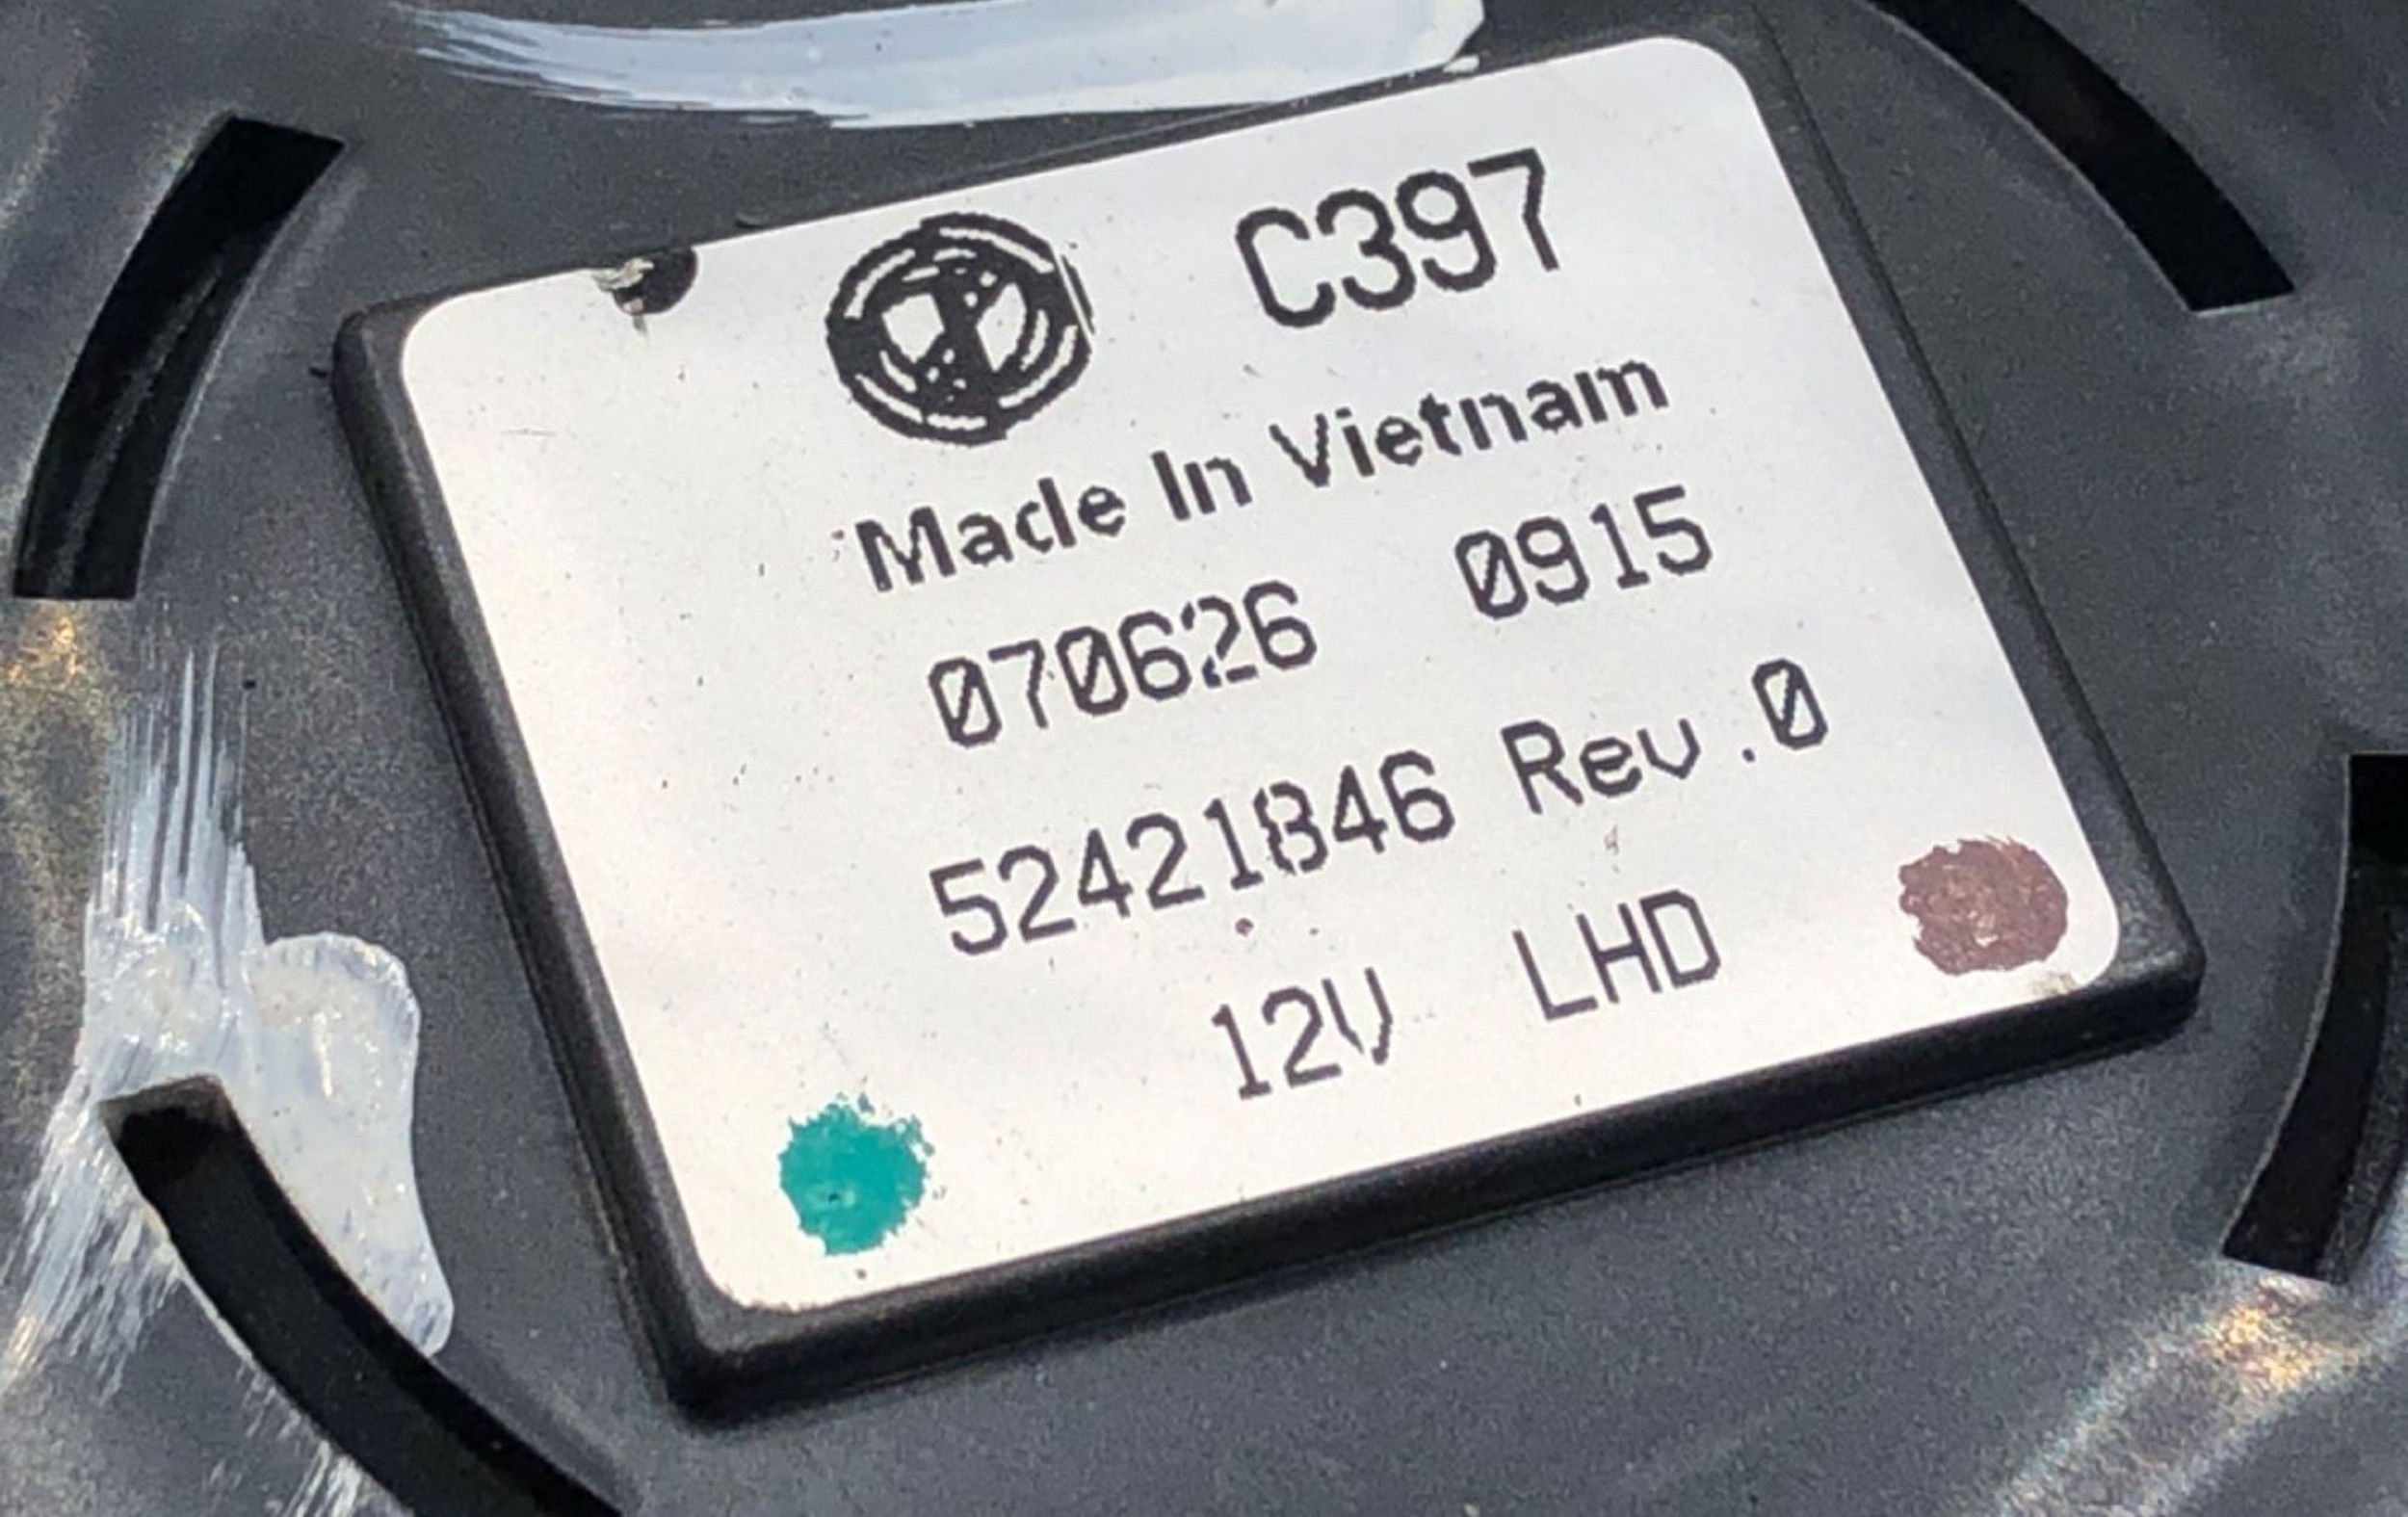 C397
Made In Vietnam
070626 0915
52421846 Rev.0
12V LHD